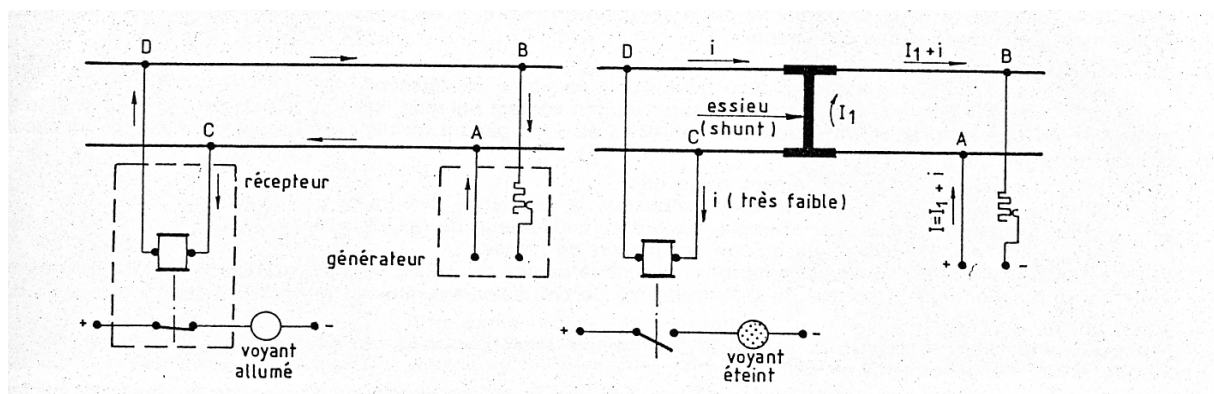 D
B
C
A
récepteur
générateur
+
-
voyant
allumé
D
i
I₁+i
B
essieu
(shunt)
I₁
C
A
i (très faible)
I=I₁+i
+
-
+
-
voyant
éteint